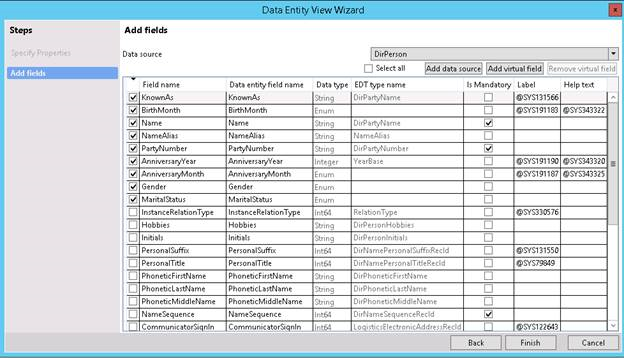 Data Entity View Wizard
x
Steps
Specify Properties
Add fields
Add fields
Data source DirPerson
Select all Add data source Add virtual field Remove virtual field
Field name Data entity field name Data type EDT type name Is Mandatory Label Help text
KnownAs KnownAs String DirPartyName @SYS131566
BirthMonth BirthMonth Enum @SYS191183 @SYS343322
Name Name String DirPartyName
NameAlias NameAlias String NameAlias
PartyNumber PartyNumber String DirPartyNumber
AnniversaryYear AnniversaryYear Integer YearBase @SYS191190 @SYS343320
AnniversaryMonth AnniversaryMonth Enum @SYS191187 @SYS343325
Gender Gender Enum
MaritalStatus MaritalStatus Enum
InstanceRelationType InstanceRelationType Int64 RelationType @SYS330576
Hobbies Hobbies String DirPersonHobbies
Initials Initials String DirPersonInitials
PersonalSuffix PersonalSuffix Int64 DirNamePersonalSuffixRecId @SYS131550
PersonalTitle PersonalTitle Int64 DirNamePersonalTitleRecId @SYS79849
PhoneticFirstName PhoneticFirstName String DirPhoneticFirstName
PhoneticLastName PhoneticLastName String DirPhoneticLastName
PhoneticMiddleName PhoneticMiddleName String DirPhoneticMiddleName
NameSequence NameSequence Int64 DirNameSequenceRecId
CommunicatorSignIn CommunicatorSignIn Int64 LogisticsElectronicAddressRecId @SYS122643
Back Finish Cancel